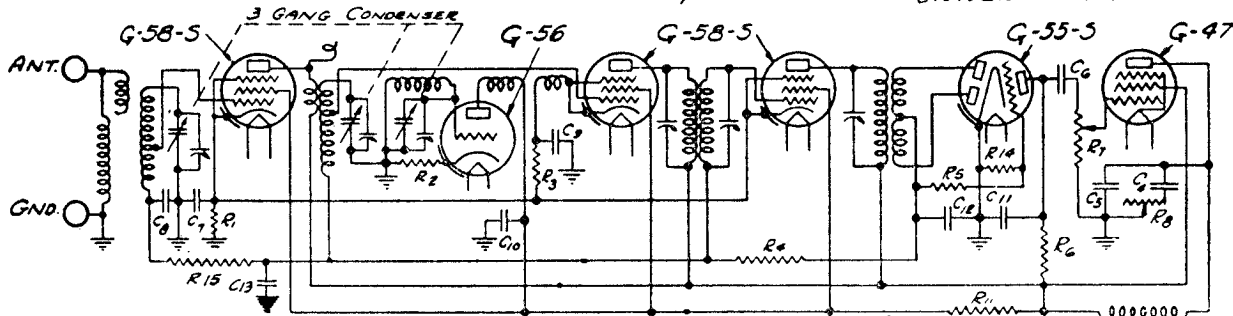 3 GANG CONDENSER
G-58-S
G-56
G-58-S
G-55-S
G-47
ANT.
GND.
C6
R14
R7
C9
R2
R3
R5
C5
C4
R8
C8
C7
R1
C10
C12
C11
R4
R6
R15
C13
R11